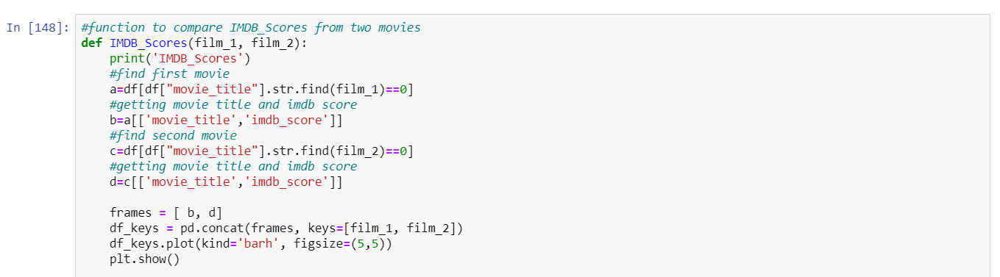 In [148]: #function to compare IMDB_Scores from two movies
def IMDB_Scores(film_1, film_2):
    print('IMDB_Scores')
    #find first movie
    a=df[df["movie_title"].str.find(film_1)==0]
    #getting movie title and imdb score
    b=a[['movie_title','imdb_score']]
    #find second movie
    c=df[df["movie_title"].str.find(film_2)==0]
    #getting movie title and imdb score
    d=c[['movie_title','imdb_score']]

    frames = [ b, d]
    df_keys = pd.concat(frames, keys=[film_1, film_2])
    df_keys.plot(kind='barh', figsize=(5,5))
    plt.show()